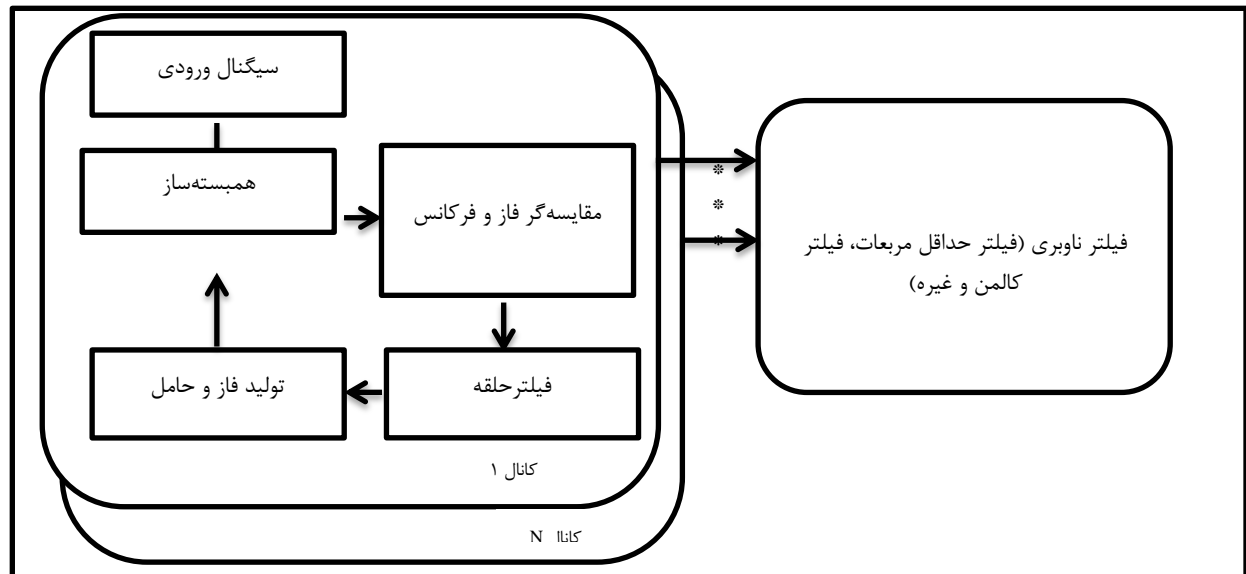 سیگنال ورودی
همبسته‌ساز
مقایسه‌گر فاز و فرکانس
تولید فاز و حامل
فیلترحلقه
کانال ۱
کاناا N
*
*
*
فیلتر ناوبری (فیلتر حداقل مربعات، فیلتر
کالمن و غیره)